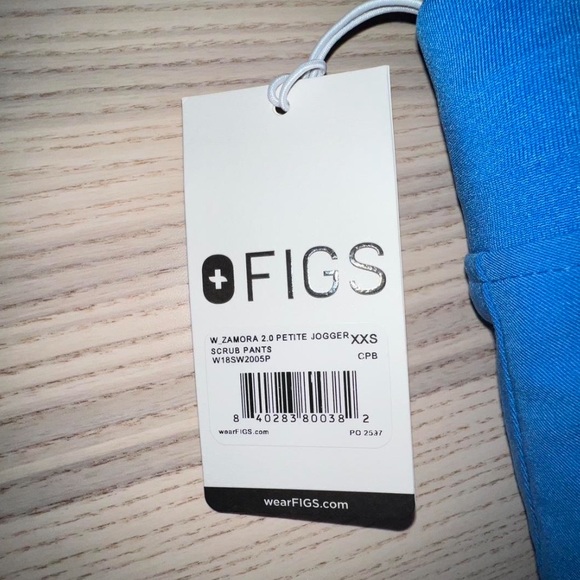 FIGS
W ZAMORA 2.0 PETITE JOGGER XXS
SCRUB PANTS
W18SW2005P CPB
8 40283 80038 2
wearFIGS.com PO 2537
wearFIGS.com